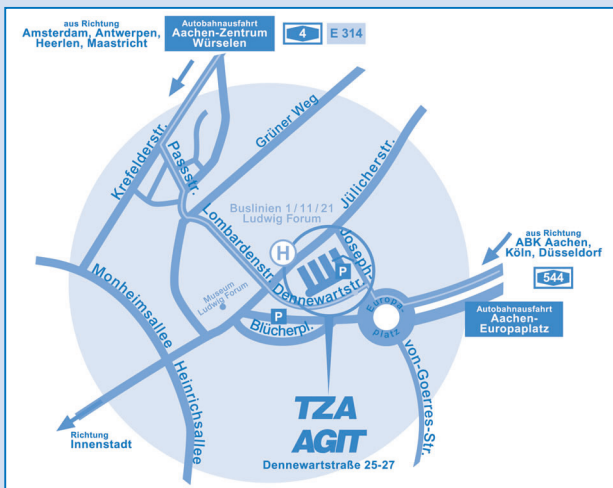 aus Richtung
Amsterdam, Antwerpen,
Heerlen, Maastricht
Autobahnausfahrt
Aachen-Zentrum
Würselen
4
E 314
Krefelderstr.
Passstr.
Grüner Weg
Jülicherstr.
Buslinien 1/11/21
Ludwig Forum
Lombardenstr.
H
Joseph-
P
Dennewartstr.
aus Richtung
ABK Aachen,
Köln, Düsseldorf
544
Autobahnausfahrt
Aachen-
Europaplatz
Monheimsallee
Museum
Ludwig Forum
P
Blücherpl.
Europa-
platz
von-Goerres-Str.
Heinrichsallee
Richtung
Innenstadt
TZA
AGIT
Dennewartstraße 25-27